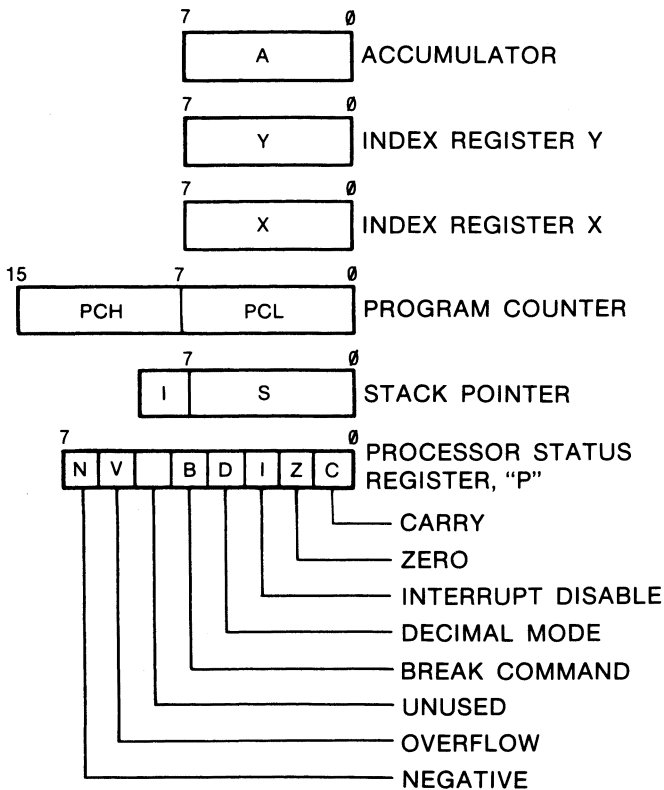 7 Ø
A ACCUMULATOR
7 Ø
Y INDEX REGISTER Y
7 Ø
X INDEX REGISTER X
15 7 Ø
PCH PCL PROGRAM COUNTER
7 Ø
I S STACK POINTER
7 Ø
N V B D I Z C PROCESSOR STATUS
REGISTER, “P”
CARRY
ZERO
INTERRUPT DISABLE
DECIMAL MODE
BREAK COMMAND
UNUSED
OVERFLOW
NEGATIVE